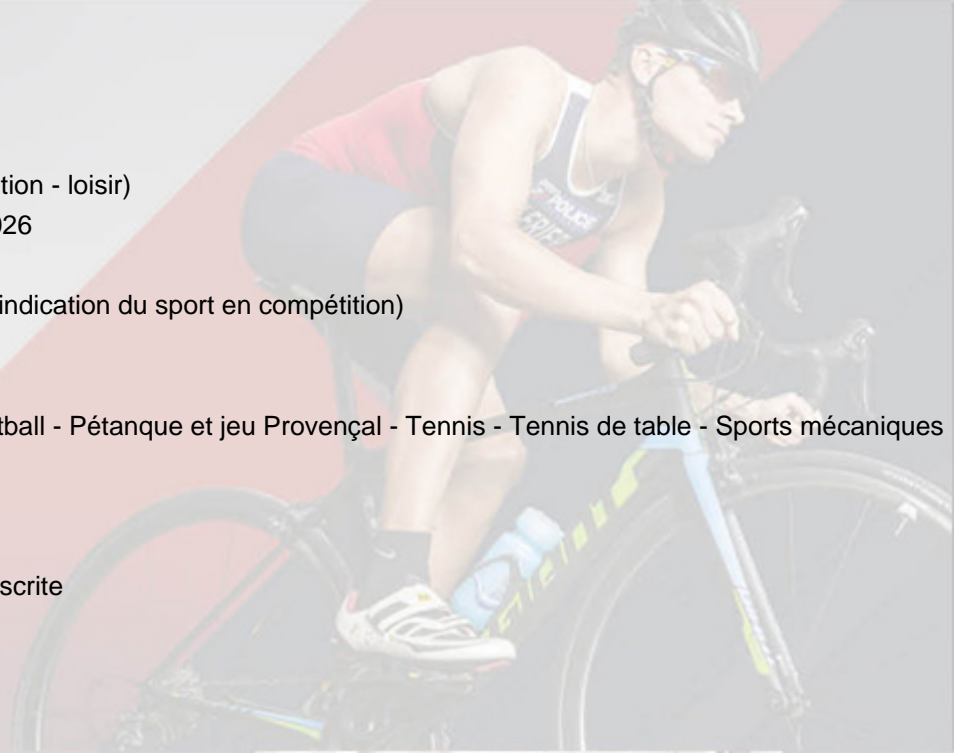 tion - loisir)
026
indication du sport en compétition)
tball - Pétanque et jeu Provençal - Tennis - Tennis de table - Sports mécaniques
scrite
POLICE